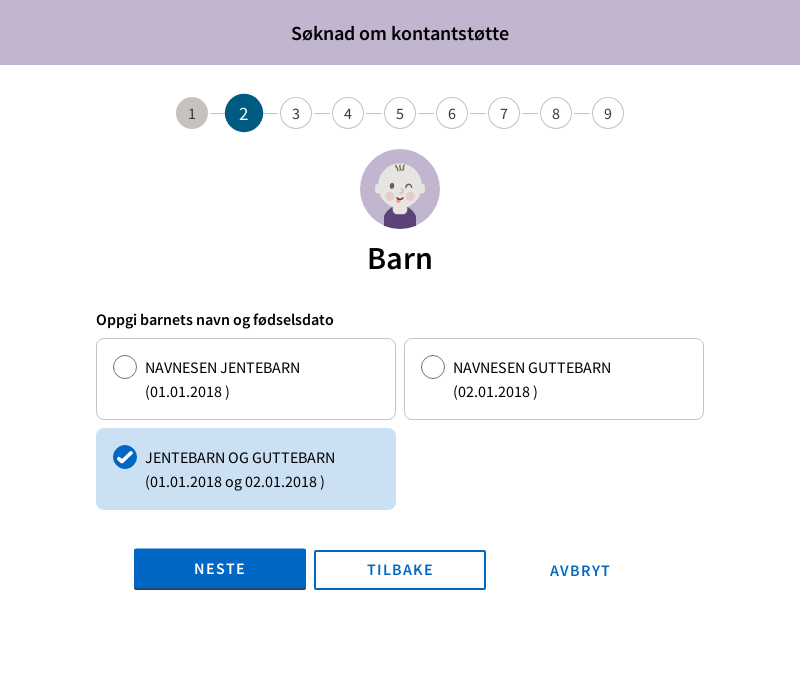 Søknad om kontantstøtte
1 2 3 4 5 6 7 8 9
Barn
Oppgi barnets navn og fødselsdato
NAVNESEN JENTEBARN
(01.01.2018 )
NAVNESEN GUTTEBARN
(02.01.2018 )
JENTEBARN OG GUTTEBARN
(01.01.2018 og 02.01.2018 )
NESTE TILBAKE AVBRYT